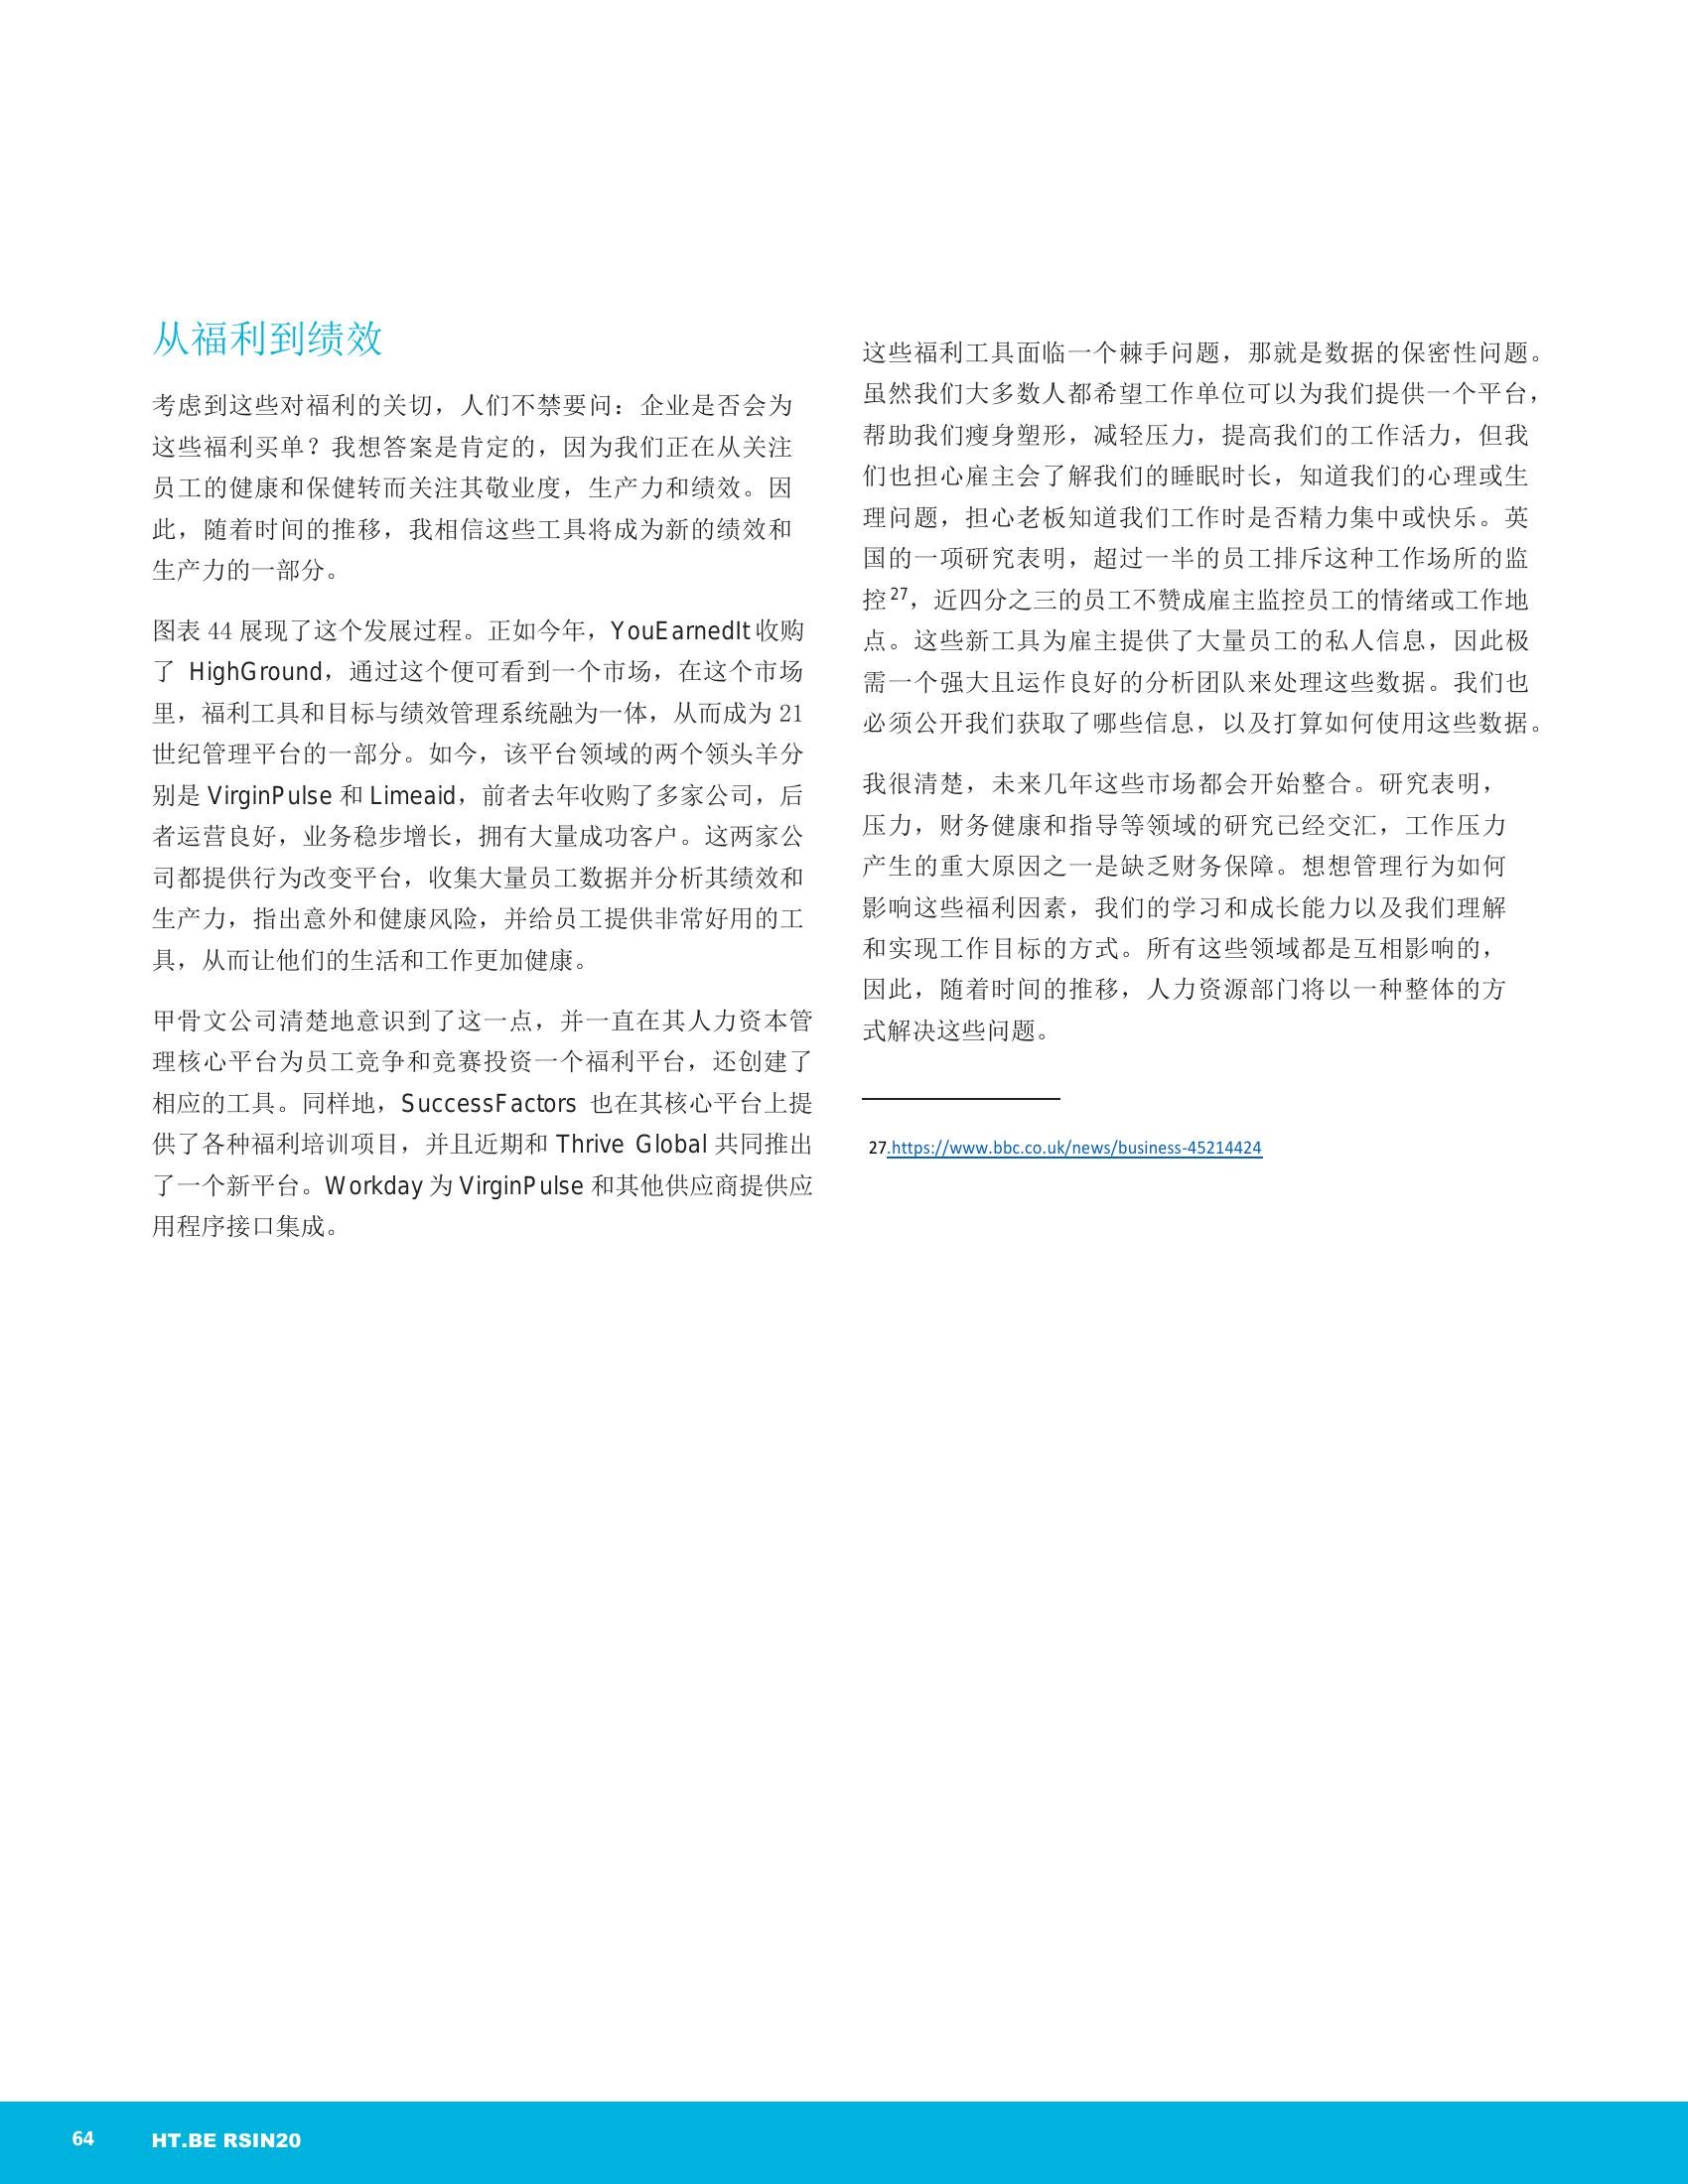 从福利到绩效
考虑到这些对福利的关切，人们不禁要问：企业是否会为
这些福利买单？我想答案是肯定的，因为我们正在从关注
员工的健康和保健转而关注其敬业度，生产力和绩效。因
此，随着时间的推移，我相信这些工具将成为新的绩效和
生产力的一部分。
图表 44 展现了这个发展过程。正如今年，YouEarnedIt 收购
了 HighGround，通过这个便可看到一个市场，在这个市场
里，福利工具和目标与绩效管理系统融为一体，从而成为 21
世纪管理平台的一部分。如今，该平台领域的两个领头羊分
别是 VirginPulse 和 Limeaid，前者去年收购了多家公司，后
者运营良好，业务稳步增长，拥有大量成功客户。这两家公
司都提供行为改变平台，收集大量员工数据并分析其绩效和
生产力，指出意外和健康风险，并给员工提供非常好用的工
具，从而让他们的生活和工作更加健康。
甲骨文公司清楚地意识到了这一点，并一直在其人力资本管
理核心平台为员工竞争和竞赛投资一个福利平台，还创建了
相应的工具。同样地，SuccessFactors 也在其核心平台上提
供了各种福利培训项目，并且近期和 Thrive Global 共同推出
了一个新平台。Workday 为 VirginPulse 和其他供应商提供应
用程序接口集成。
这些福利工具面临一个棘手问题，那就是数据的保密性问题。
虽然我们大多数人都希望工作单位可以为我们提供一个平台，
帮助我们瘦身塑形，减轻压力，提高我们的工作活力，但我
们也担心雇主会了解我们的睡眠时长，知道我们的心理或生
理问题，担心老板知道我们工作时是否精力集中或快乐。英
国的一项研究表明，超过一半的员工排斥这种工作场所的监
控27，近四分之三的员工不赞成雇主监控员工的情绪或工作地
点。这些新工具为雇主提供了大量员工的私人信息，因此极
需一个强大且运作良好的分析团队来处理这些数据。我们也
必须公开我们获取了哪些信息，以及打算如何使用这些数据。
我很清楚，未来几年这些市场都会开始整合。研究表明，
压力，财务健康和指导等领域的研究已经交汇，工作压力
产生的重大原因之一是缺乏财务保障。想想管理行为如何
影响这些福利因素，我们的学习和成长能力以及我们理解
和实现工作目标的方式。所有这些领域都是互相影响的，
因此，随着时间的推移，人力资源部门将以一种整体的方
式解决这些问题。
27.https://www.bbc.co.uk/news/business-45214424
64 HT.BE RSIN20